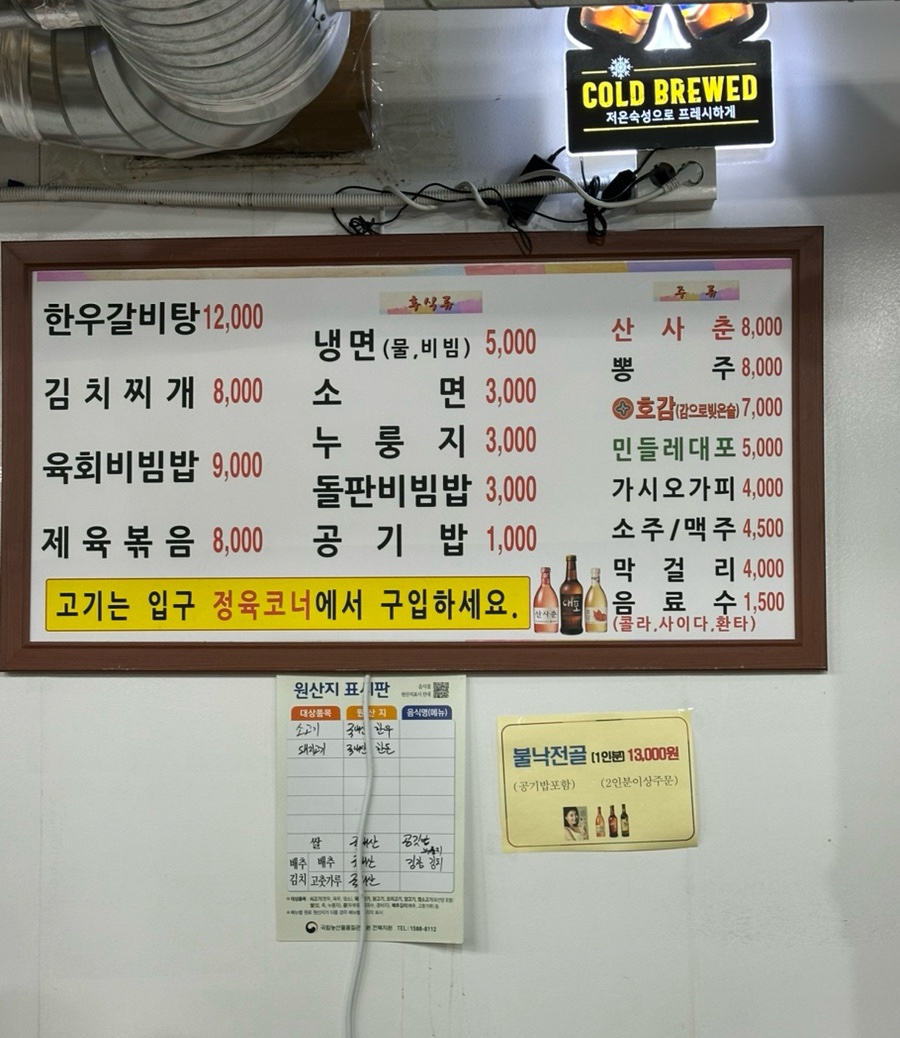 COLD BREWED
저온숙성으로 프레시하게
한우갈비탕 12,000
김치찌개 8,000
육회비빔밥 9,000
제육볶음 8,000
후식류
냉면(물,비빔) 5,000
소면 3,000
누룽지 3,000
돌판비빔밥 3,000
공기밥 1,000
주류
산사춘 8,000
뽕주 8,000
호감(감으로빚은술) 7,000
민들레대포 5,000
가시오가피 4,000
소주/맥주 4,500
막걸리 4,000
음료수 1,500
(콜라,사이다,환타)
고기는 입구 정육코너에서 구입하세요.
산사춘
대포
원산지 표시판
대상품목 원산지 음식명(메뉴)
소고기 국내산 한우
돼지고기 국내산 한돈
쌀 국내산
배추 배추 국내산
김치 고춧가루 국내산
TEL : 1588-8112
불낙전골 (1인분) 13,000원
(공기밥포함) (2인분이상주문)